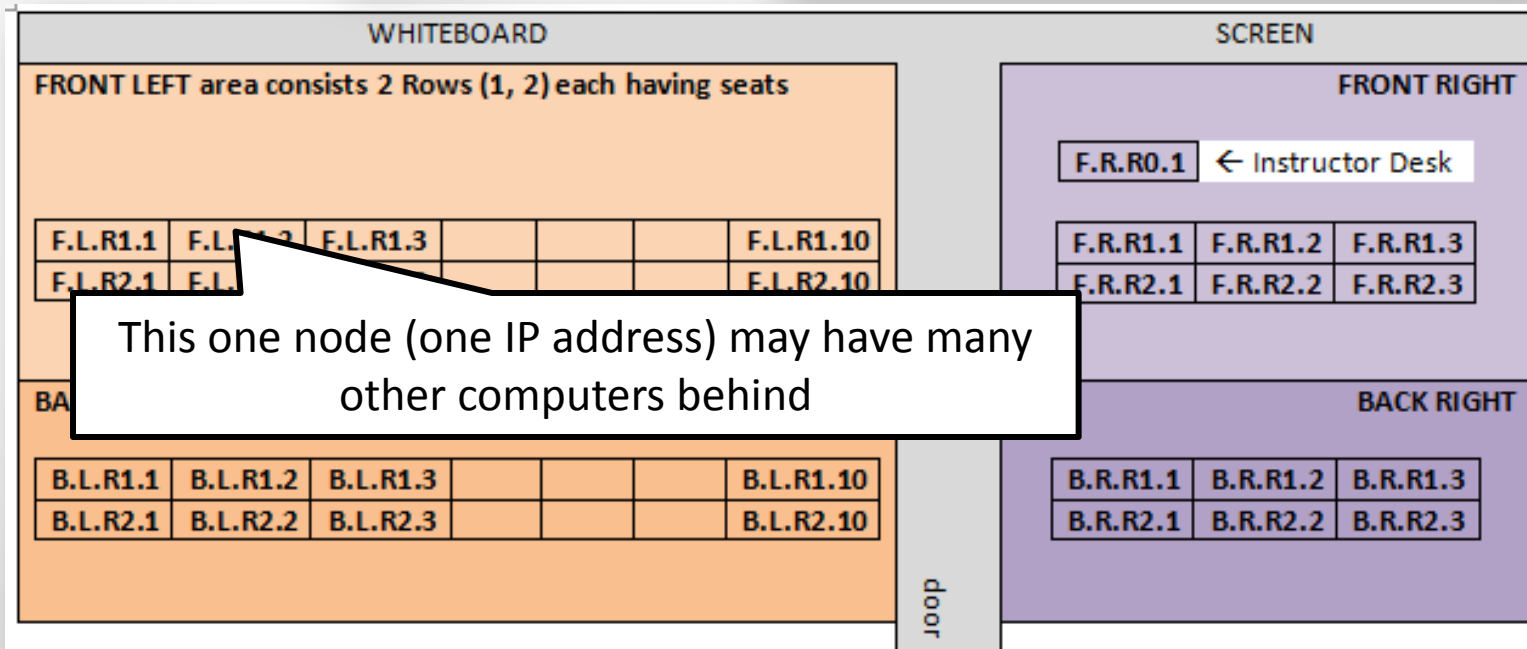 WHITEBOARD
SCREEN
FRONT LEFT area consists 2 Rows (1, 2) each having seats
FRONT RIGHT
F.R.R0.1 ← Instructor Desk
F.L.R1.1 F.L. F.L.R1.3 F.L.R1.10
F.L.R2.1 F.L. F.L.R2.10
F.R.R1.1 F.R.R1.2 F.R.R1.3
F.R.R2.1 F.R.R2.2 F.R.R2.3
This one node (one IP address) may have many
other computers behind
BA
BACK RIGHT
B.L.R1.1 B.L.R1.2 B.L.R1.3 B.L.R1.10
B.L.R2.1 B.L.R2.2 B.L.R2.3 B.L.R2.10
B.R.R1.1 B.R.R1.2 B.R.R1.3
B.R.R2.1 B.R.R2.2 B.R.R2.3
door